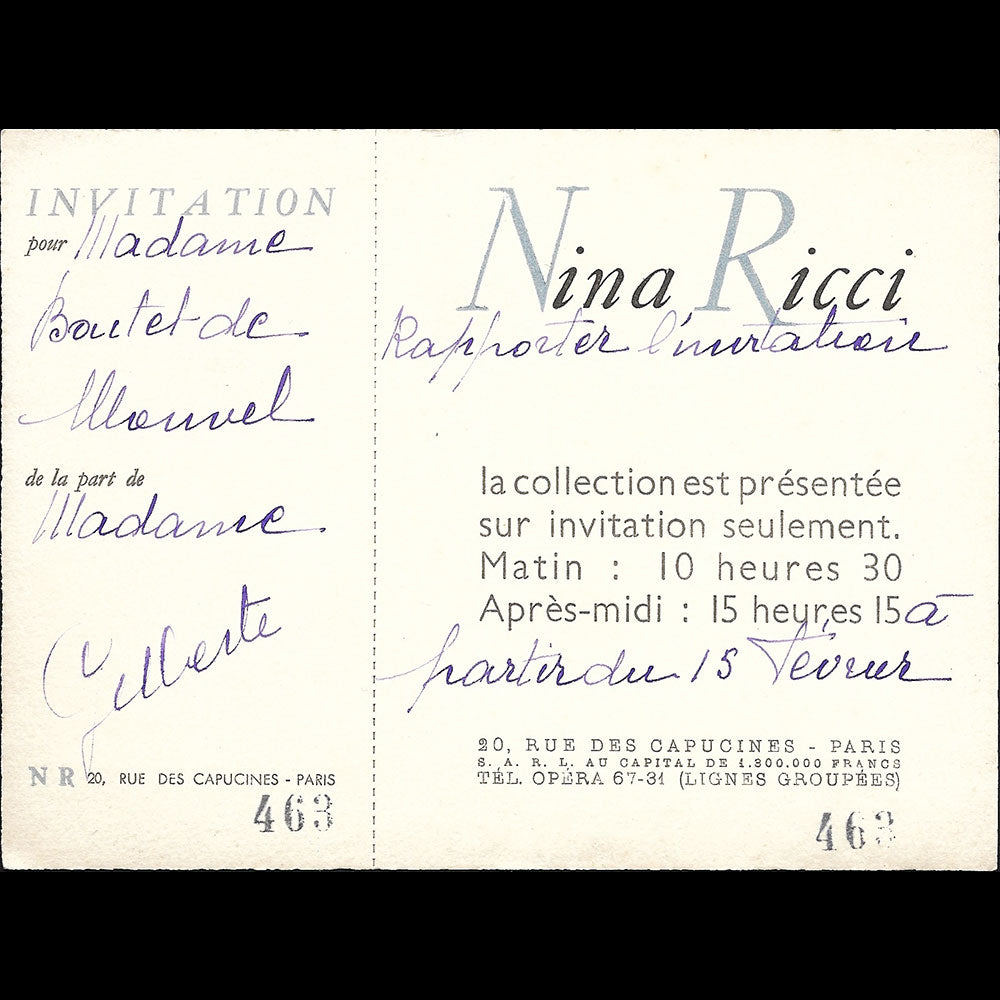 INVITATION
pour Madame
Boutet de
Monvel
de la part de
Madame
Gilberte
N R 20, RUE DES CAPUCINES - PARIS
463
Nina Ricci
Rapporter l'invitation
la collection est présentée
sur invitation seulement.
Matin : 10 heures 30
Après-midi : 15 heures 15 à
partir du 15 Février
20, RUE DES CAPUCINES - PARIS
S. A. R. L. AU CAPITAL DE 1.800.000 FRANCS
TÉL. OPÉRA 67-31 (LIGNES GROUPÉES)
463